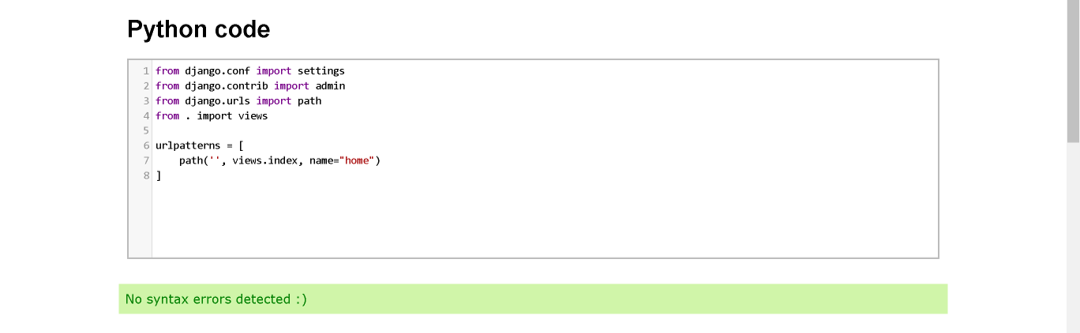 Python code
1 from django.conf import settings
2 from django.contrib import admin
3 from django.urls import path
4 from . import views
5
6 urlpatterns = [
7     path('', views.index, name="home")
8 ]
No syntax errors detected :)